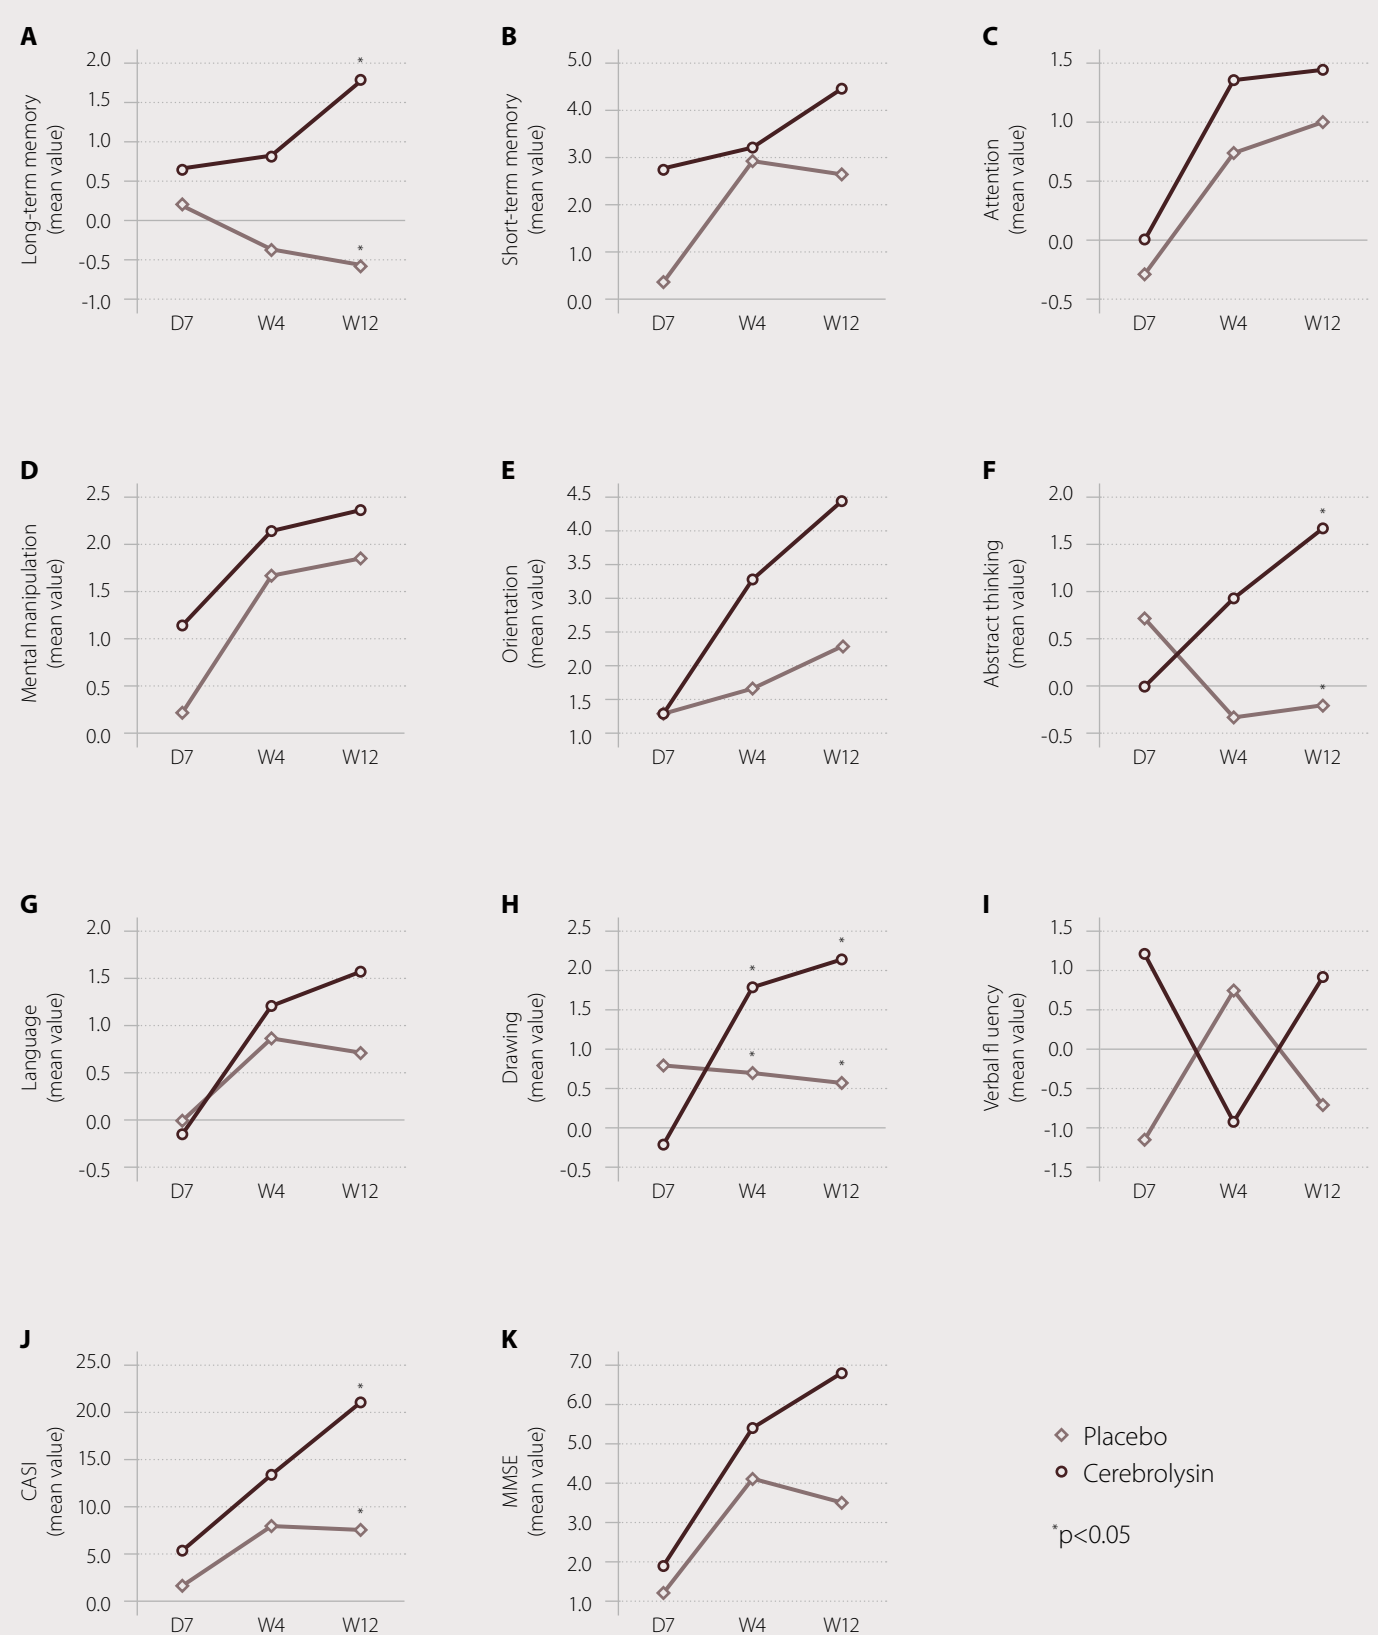 A
Long-term memory
(mean value)
2.0
1.5
1.0
0.5
0.0
-0.5
-1.0
*
*
D7 W4 W12
B
Short-term memory
(mean value)
5.0
4.0
3.0
2.0
1.0
0.0
D7 W4 W12
C
Attention
(mean value)
1.5
1.0
0.5
0.0
-0.5
D7 W4 W12
D
Mental manipulation
(mean value)
2.5
2.0
1.5
1.0
0.5
0.0
D7 W4 W12
E
Orientation
(mean value)
4.5
4.0
3.5
3.0
2.5
2.0
1.5
1.0
D7 W4 W12
F
Abstract thinking
(mean value)
2.0
1.5
1.0
0.5
0.0
-0.5
*
*
D7 W4 W12
G
Language
(mean value)
2.0
1.5
1.0
0.5
0.0
-0.5
D7 W4 W12
H
Drawing
(mean value)
2.5
2.0
1.5
1.0
0.5
0.0
-0.5
*
*
*
*
D7 W4 W12
I
Verbal fl uency
(mean value)
1.5
1.0
0.5
0.0
-0.5
-1.0
-1.5
D7 W4 W12
J
CASI
(mean value)
25.0
20.0
15.0
10.0
5.0
0.0
*
*
D7 W4 W12
K
MMSE
(mean value)
7.0
6.0
5.0
4.0
3.0
2.0
1.0
D7 W4 W12
Placebo
Cerebrolysin
*p<0.05